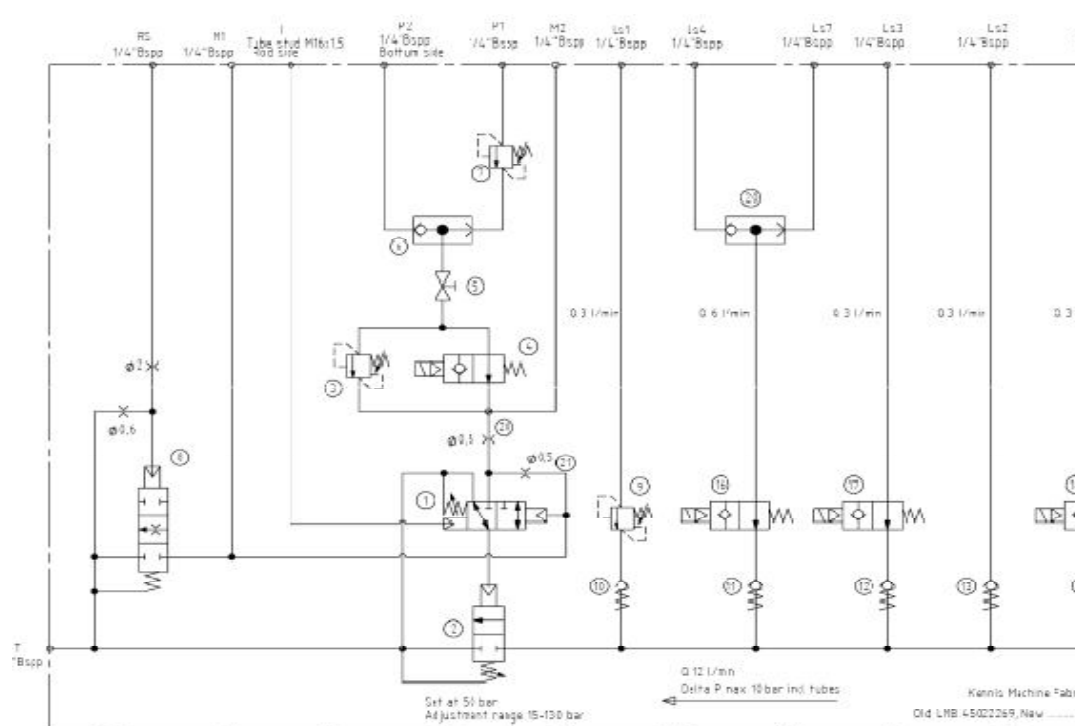 RS
1/4"Bspp
M1
1/4"Bspp
Tube stud M16x1.5
Rod side
P2
1/4"Bspp
Bottum side
P1
1/4"Bspp
M2
1/4"Bspp
Ls1
1/4"Bspp
Ls4
1/4"Bspp
Ls7
1/4"Bspp
Ls3
1/4"Bspp
Ls2
1/4"Bspp
7
6
20
5
Q 3 l/min
Q 6 l/min
Q 3 l/min
Q 3 l/min
Q 3
4
3
ø2
ø0,6
8
20
ø0,5
ø0,5
21
1
9
16
17
10
11
12
13
2
T
"Bspp
Set at 50 bar
Adjustment range 15-130 bar
Q 12 l/min
Delta P max 10 bar incl. tubes
Kennis Machine Fabr
Old LMB 45022269, New ........